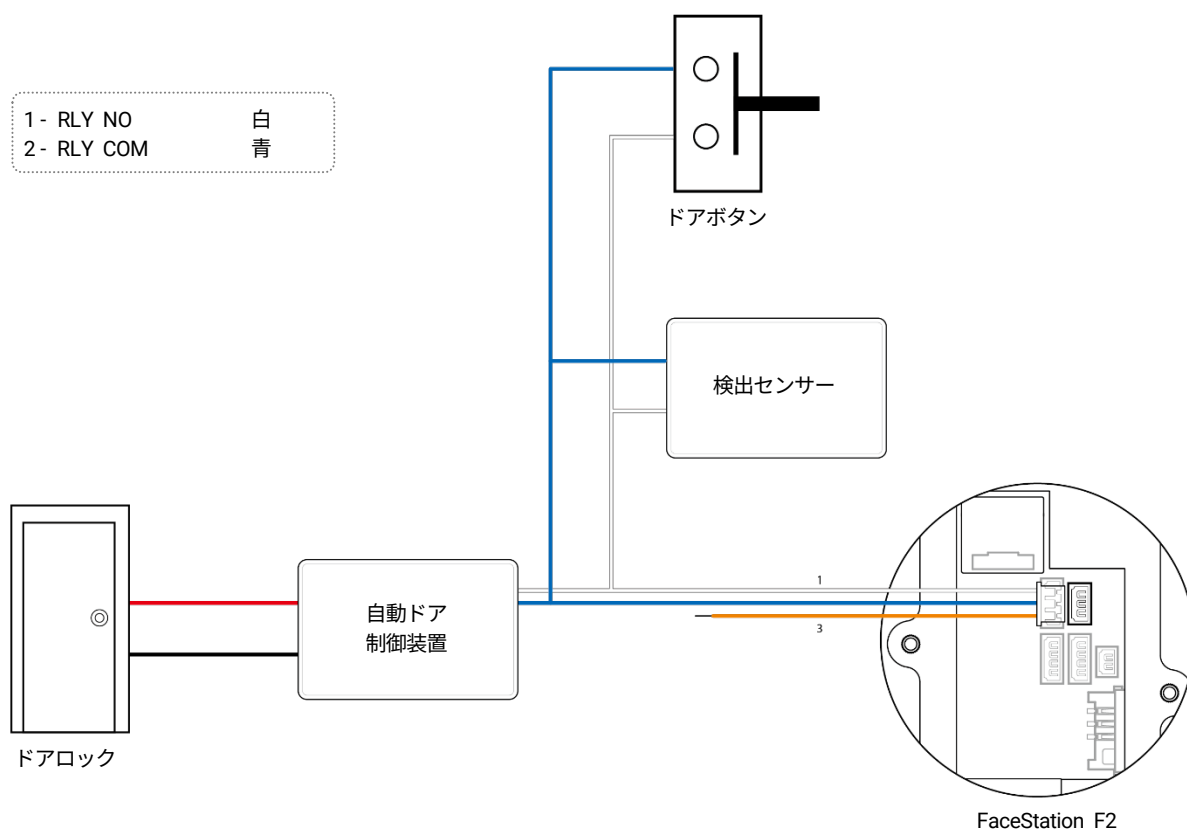 1 - RLY NO 白
2 - RLY COM 青
ドアボタン
検出センサー
自動ドア
制御装置
1
3
ドアロック
FaceStation F2